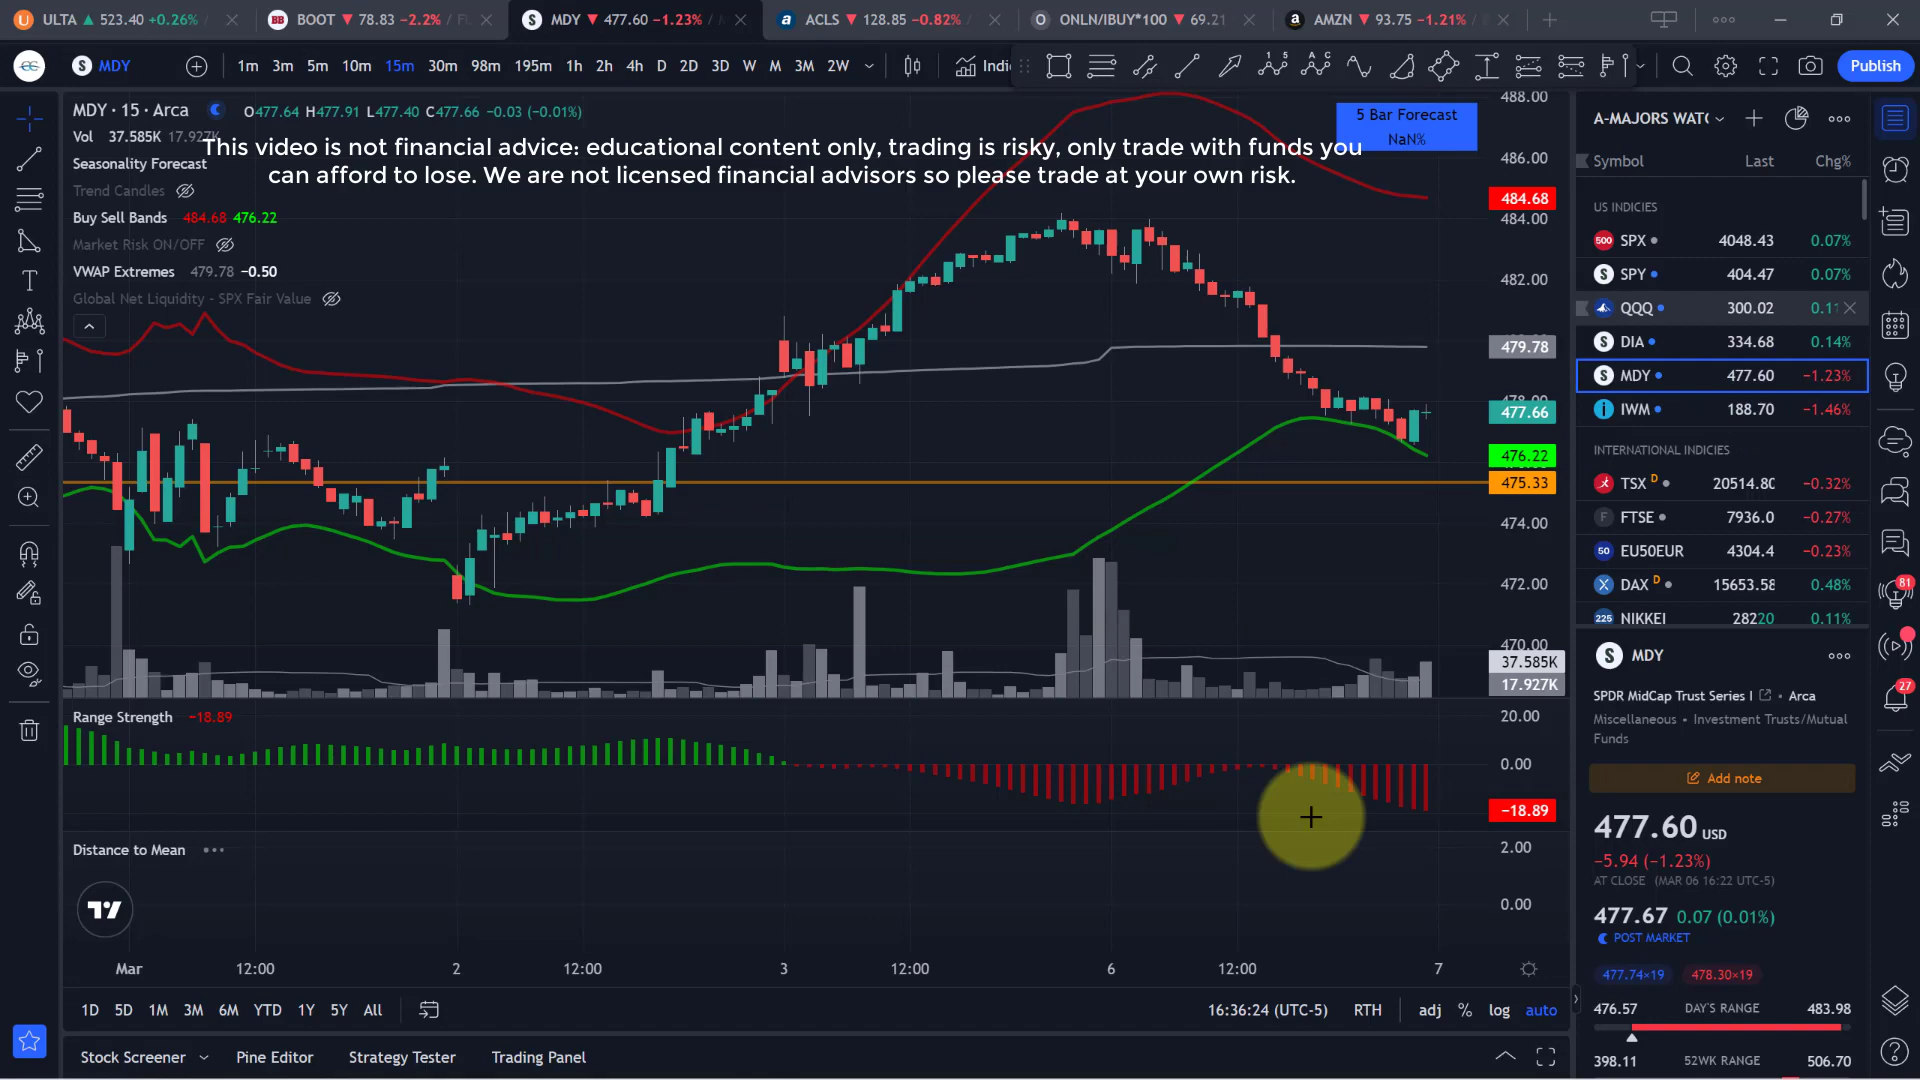 ULTA ▲ 523.40 +0.26%
BOOT ▼ 78.83 −2.2%
MDY ▼ 477.60 −1.23%
ACLS ▼ 128.85 −0.82%
ONLN/IBUY*100 ▼ 69.21
AMZN ▼ 93.75 −1.21%
MDY 1m 3m 5m 10m 15m 30m 98m 195m 1h 2h 4h D 2D 3D W M 3M 2W Indi Publish
MDY · 15 · Arca O477.64 H477.91 L477.40 C477.66 −0.03 (−0.01%)
Vol 37.585K 17.927K
This video is not financial advice: educational content only, trading is risky, only trade with funds you
can afford to lose. We are not licensed financial advisors so please trade at your own risk.
Seasonality Forecast
Trend Candles
Buy Sell Bands 484.68 476.22
Market Risk ON/OFF
VWAP Extremes 479.78 −0.50
Global Net Liquidity - SPX Fair Value
5 Bar Forecast
NaN%
488.00
486.00
484.68
484.00
482.00
479.78
478.00
477.66
476.22
475.33
474.00
472.00
470.00
37.585K
17.927K
Range Strength −18.89
20.00
0.00
−18.89
Distance to Mean
2.00
0.00
Mar 12:00 2 12:00 3 12:00 6 12:00 7
1D 5D 1M 3M 6M YTD 1Y 5Y All
16:36:24 (UTC-5) RTH adj % log auto
Stock Screener Pine Editor Strategy Tester Trading Panel
A-MAJORS WAT
Symbol Last Chg%
US INDICIES
500 SPX 4048.43 0.07%
S SPY 404.47 0.07%
QQQ 300.02 0.11
S DIA 334.68 0.14%
S MDY 477.60 −1.23%
IWM 188.70 −1.46%
INTERNATIONAL INDICIES
TSX D 20514.80 −0.32%
F FTSE 7936.0 −0.27%
50 EU50EUR 4304.4 −0.23%
X DAX D 15653.58 0.48%
225 NIKKEI 28220 0.11%
S MDY
SPDR MidCap Trust Series I • Arca
Miscellaneous • Investment Trusts/Mutual
Funds
Add note
477.60 USD
−5.94 (−1.23%)
AT CLOSE (MAR 06 16:22 UTC-5)
477.67 0.07 (0.01%)
POST MARKET
477.74×19 478.30×19
476.57 DAY'S RANGE 483.98
398.11 52WK RANGE 506.70
81
27